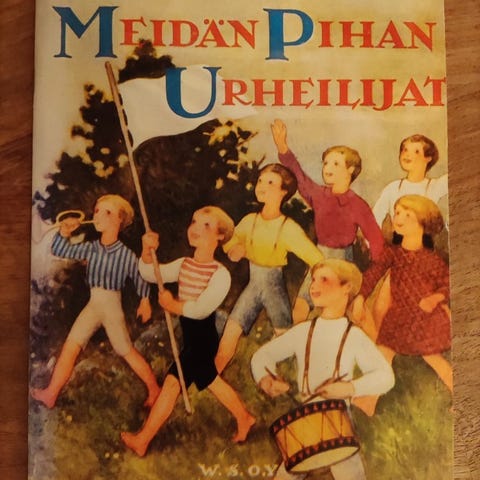 MEIDÄN PIHAN
URHEILIJAT
W. S. O. Y